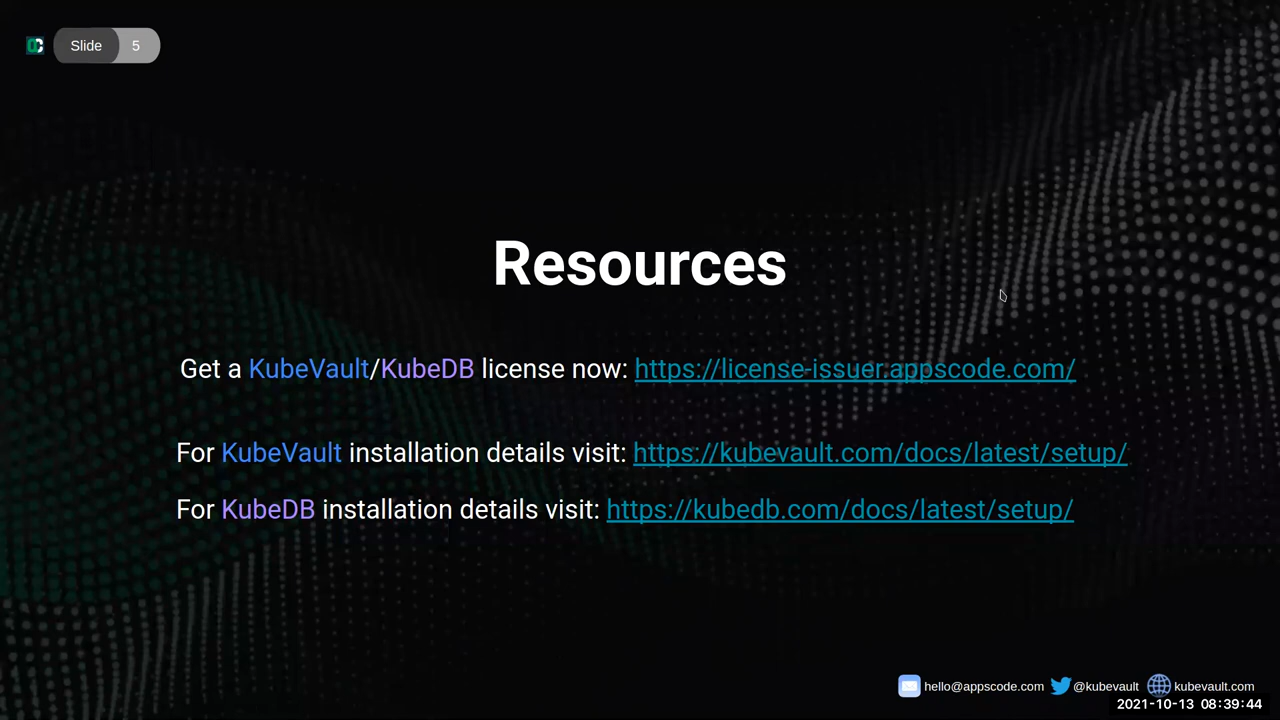 Slide 5
Resources
Get a KubeVault/KubeDB license now: https://license-issuer.appscode.com/
For KubeVault installation details visit: https://kubevault.com/docs/latest/setup/
For KubeDB installation details visit: https://kubedb.com/docs/latest/setup/
hello@appscode.com @kubevault kubevault.com
2021-10-13 08:39:44